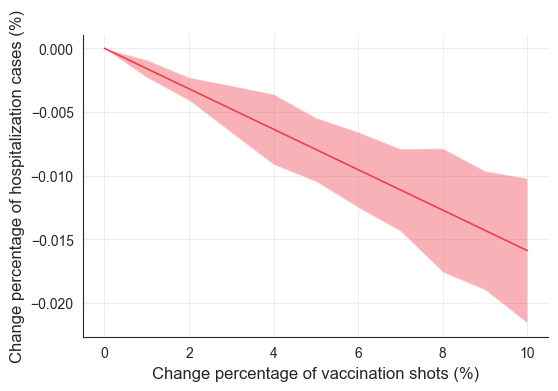 Change percentage of hospitalization cases (%)
0.000
−0.005
−0.010
−0.015
−0.020
0 2 4 6 8 10
Change percentage of vaccination shots (%)